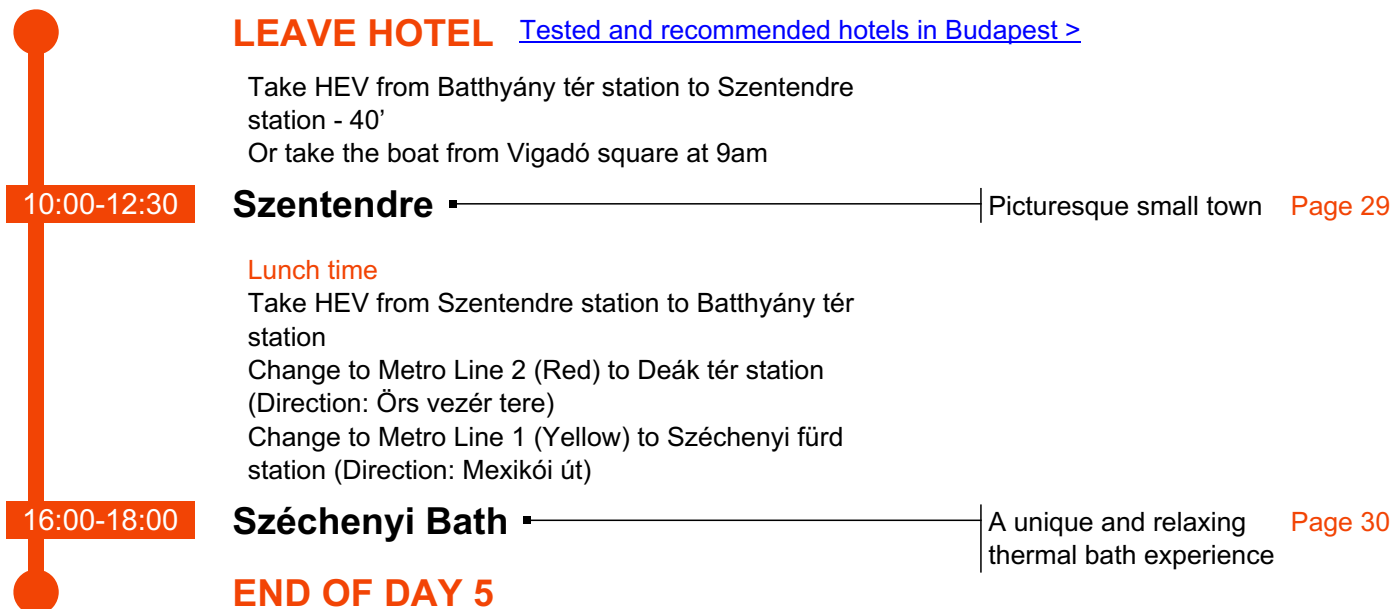 LEAVE HOTEL Tested and recommended hotels in Budapest >
Take HEV from Batthyány tér station to Szentendre
station - 40’
Or take the boat from Vigadó square at 9am
10:00-12:30 Szentendre Picturesque small town Page 29
Lunch time
Take HEV from Szentendre station to Batthyány tér
station
Change to Metro Line 2 (Red) to Deák tér station
(Direction: Örs vezér tere)
Change to Metro Line 1 (Yellow) to Széchenyi fürd
station (Direction: Mexikói út)
16:00-18:00 Széchenyi Bath A unique and relaxing Page 30
thermal bath experience
END OF DAY 5